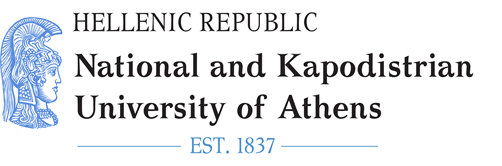 HELLENIC REPUBLIC
National and Kapodistrian
University of Athens
EST. 1837